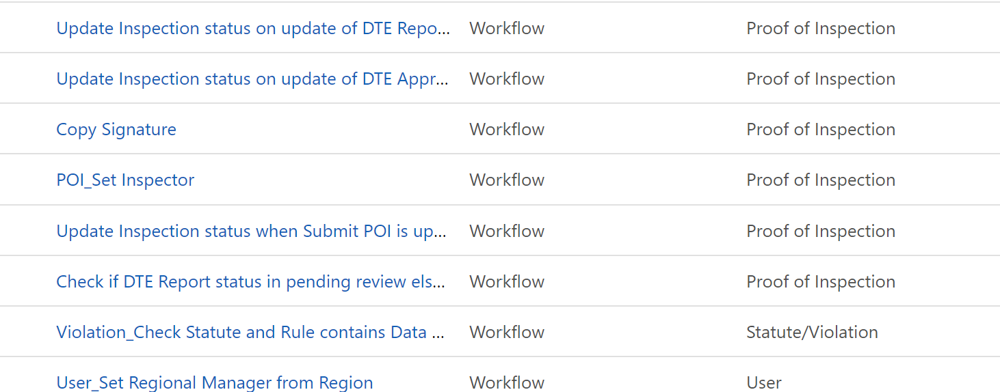 Update Inspection status on update of DTE Repo... Workflow Proof of Inspection
Update Inspection status on update of DTE Appr... Workflow Proof of Inspection
Copy Signature Workflow Proof of Inspection
POI_Set Inspector Workflow Proof of Inspection
Update Inspection status when Submit POI is up... Workflow Proof of Inspection
Check if DTE Report status in pending review els... Workflow Proof of Inspection
Violation_Check Statute and Rule contains Data ... Workflow Statute/Violation
User_Set Regional Manager from Region Workflow User